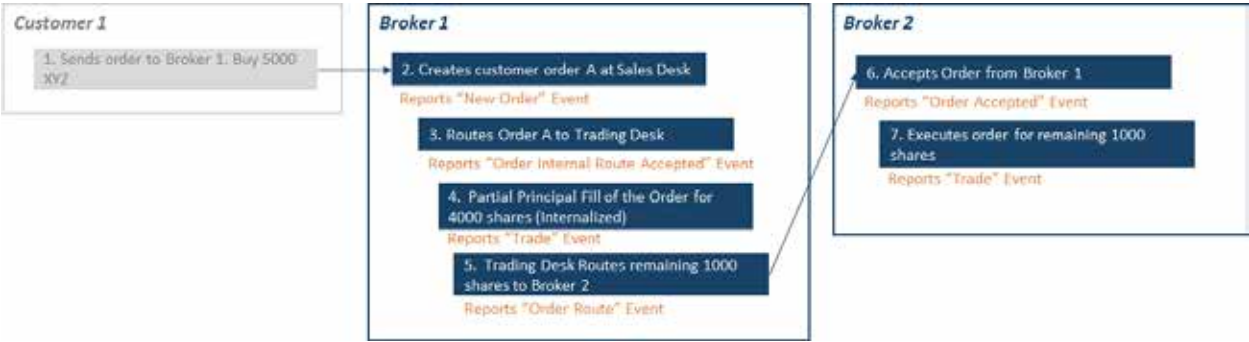 Customer 1
1. Sends order to Broker 1. Buy 5000
XYZ
Broker 1
2. Creates customer order A at Sales Desk
Reports "New Order" Event
3. Routes Order A to Trading Desk
Reports "Order Internal Route Accepted" Event
4. Partial Principal Fill of the Order for
4000 shares (Internalized)
Reports "Trade" Event
5. Trading Desk Routes remaining 1000
shares to Broker 2
Reports "Order Route" Event
Broker 2
6. Accepts Order from Broker 1
Reports "Order Accepted" Event
7. Executes order for remaining 1000
shares
Reports "Trade" Event